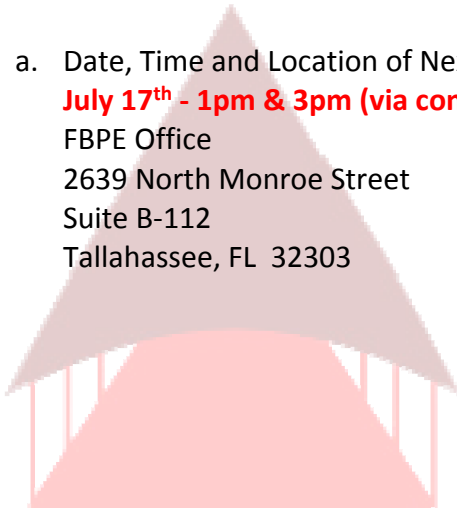 a. Date, Time and Location of
July 17th - 1pm & 3pm (via
FBPE Office
2639 North Monroe Street
Suite B-112
Tallahassee, FL 32303